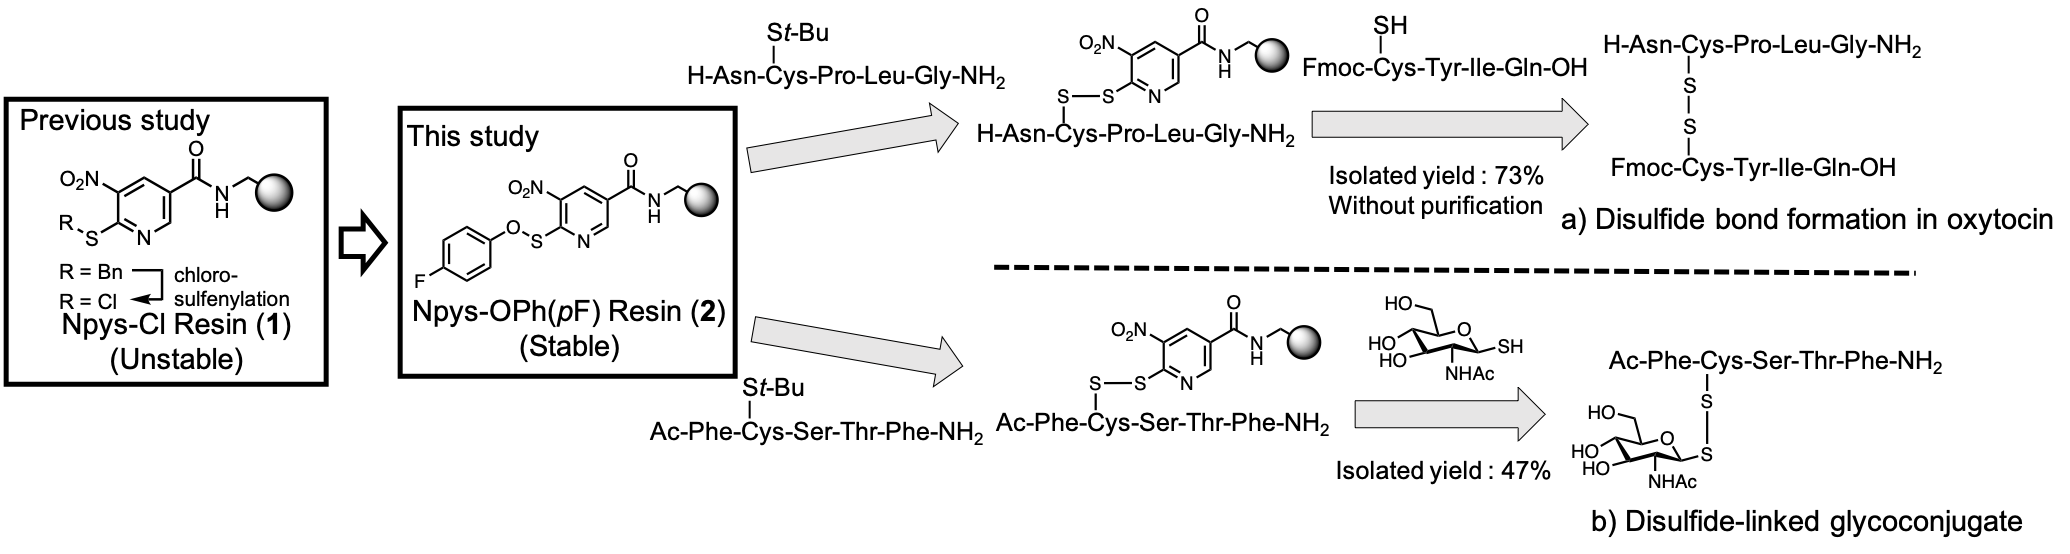 Previous study
O
O₂N
N
H
R
S
N
R = Bn
chloro-
R = Cl
sulfenylation
Npys-Cl Resin (1)
(Unstable)
This study
O
O₂N
N
H
O
S
N
F
Npys-OPh(pF) Resin (2)
(Stable)
St-Bu
H-Asn-Cys-Pro-Leu-Gly-NH₂
O
O₂N
N
H
S
S
N
H-Asn-Cys-Pro-Leu-Gly-NH₂
SH
Fmoc-Cys-Tyr-Ile-Gln-OH
Isolated yield : 73%
Without purification
H-Asn-Cys-Pro-Leu-Gly-NH₂
S
S
Fmoc-Cys-Tyr-Ile-Gln-OH
a) Disulfide bond formation in oxytocin
St-Bu
Ac-Phe-Cys-Ser-Thr-Phe-NH₂
O
O₂N
N
H
S
S
N
Ac-Phe-Cys-Ser-Thr-Phe-NH₂
HO
O
HO
HO
SH
NHAc
Isolated yield : 47%
Ac-Phe-Cys-Ser-Thr-Phe-NH₂
S
HO
O
HO
HO
S
NHAc
b) Disulfide-linked glycoconjugate